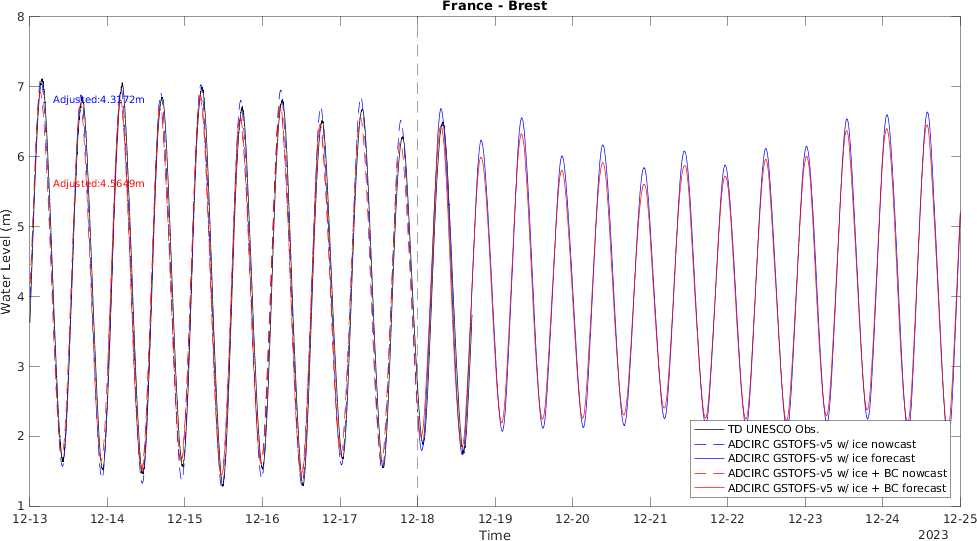 France - Brest
8
7
6
5
4
3
2
1
Water Level (m)
Adjusted:4.3172m
Adjusted:4.5649m
TD UNESCO Obs.
ADCIRC GSTOFS-v5 w/ ice nowcast
ADCIRC GSTOFS-v5 w/ ice forecast
ADCIRC GSTOFS-v5 w/ ice + BC nowcast
ADCIRC GSTOFS-v5 w/ ice + BC forecast
12-13 12-14 12-15 12-16 12-17 12-18 12-19 12-20 12-21 12-22 12-23 12-24 12-25
Time
2023